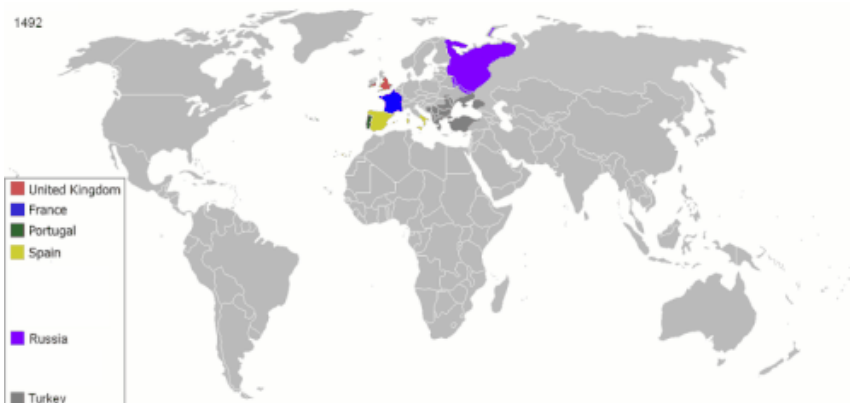 1492
United Kingdom
France
Portugal
Spain
Russia
Turkey